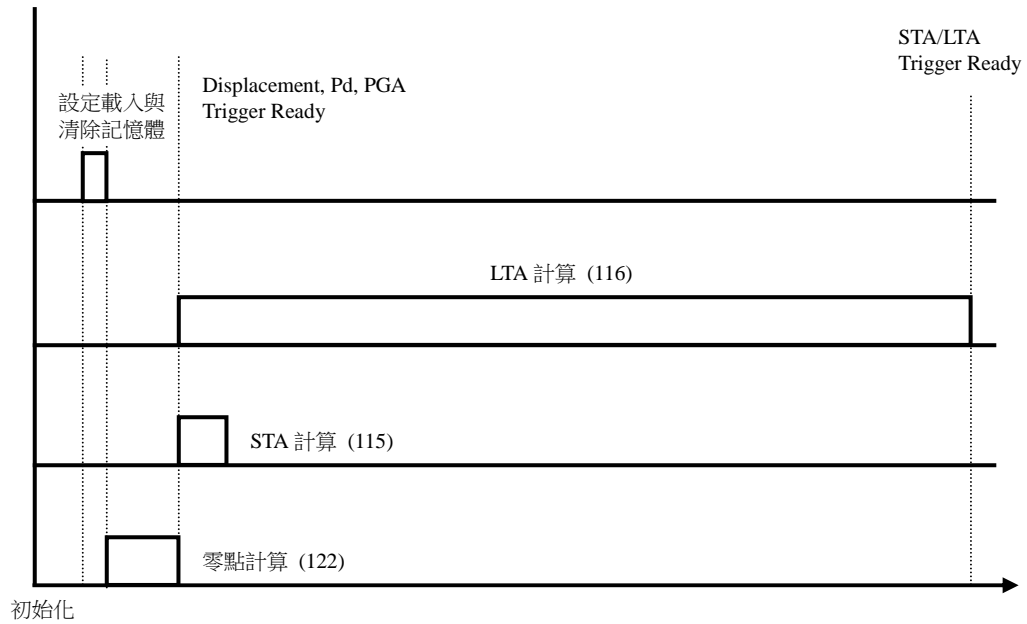 STA/LTA
Trigger Ready
Displacement, Pd, PGA
Trigger Ready
設定載入與
清除記憶體
LTA 計算 (116)
STA 計算 (115)
零點計算 (122)
初始化